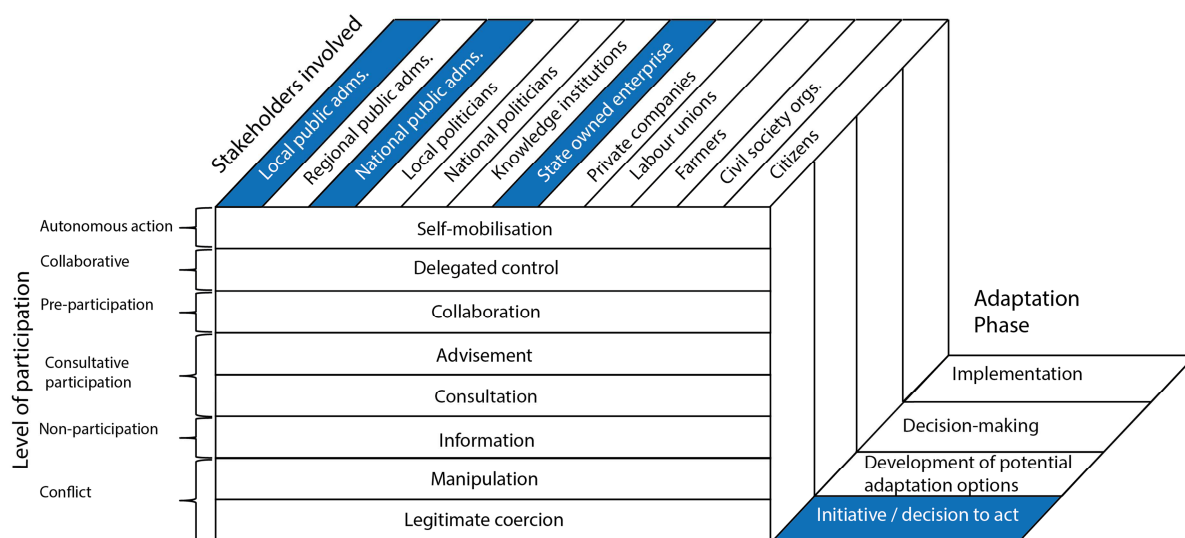 Stakeholders involved
Local public adms.
Regional public adms.
National public adms.
Local politicians
National politicians
Knowledge institutions
State owned enterprise
Private companies
Labour unions
Farmers
Civil society orgs.
Citizens
Level of participation
Autonomous action
Collaborative
Pre-participation
Consultative
participation
Non-participation
Conflict
Self-mobilisation
Delegated control
Collaboration
Advisement
Consultation
Information
Manipulation
Legitimate coercion
Adaptation
Phase
Implementation
Decision-making
Development of potential
adaptation options
Initiative / decision to act